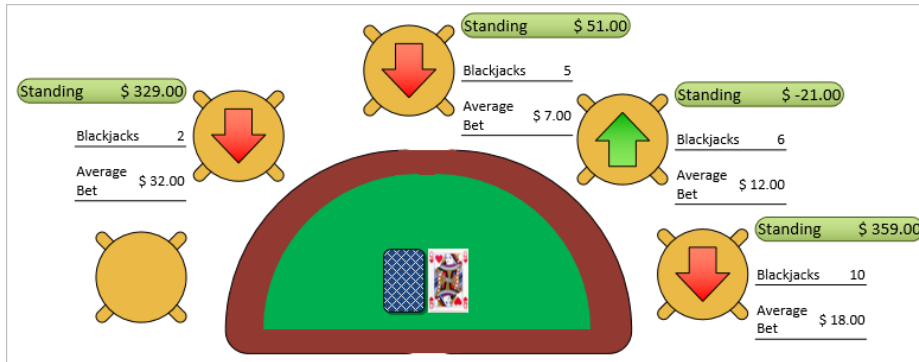 Standing $ 51.00
Blackjacks 5
Average
Bet $ 7.00
Standing $ 329.00
Blackjacks 2
Average
Bet $ 32.00
Standing $ -21.00
Blackjacks 6
Average
Bet $ 12.00
Standing $ 359.00
Blackjacks 10
Average
Bet $ 18.00